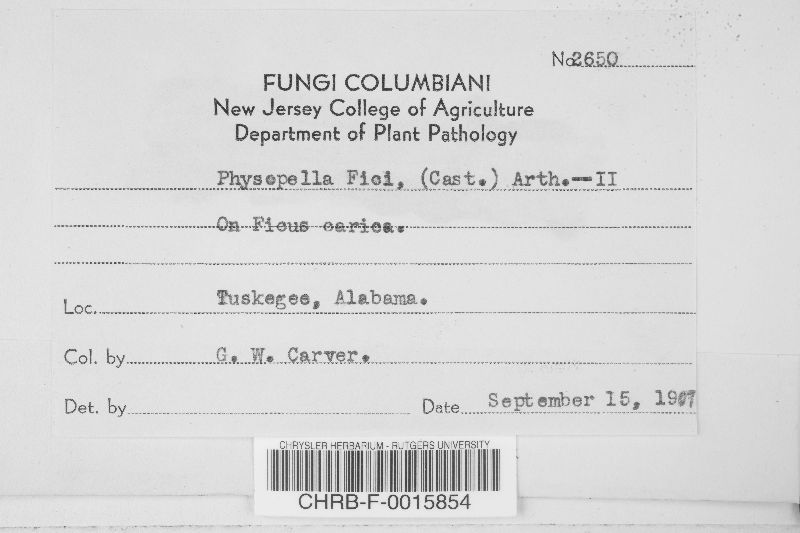 No. 2650
FUNGI COLUMBIANI
New Jersey College of Agriculture
Department of Plant Pathology
Physopella Fici, (Cast.) Arth.--II
On Ficus carica.
Loc. Tuskegee, Alabama.
Col. by G. W. Carver.
Det. by
Date September 15, 1907
CHRYSLER HERBARIUM - RUTGERS UNIVERSITY
CHRB-F-0015854